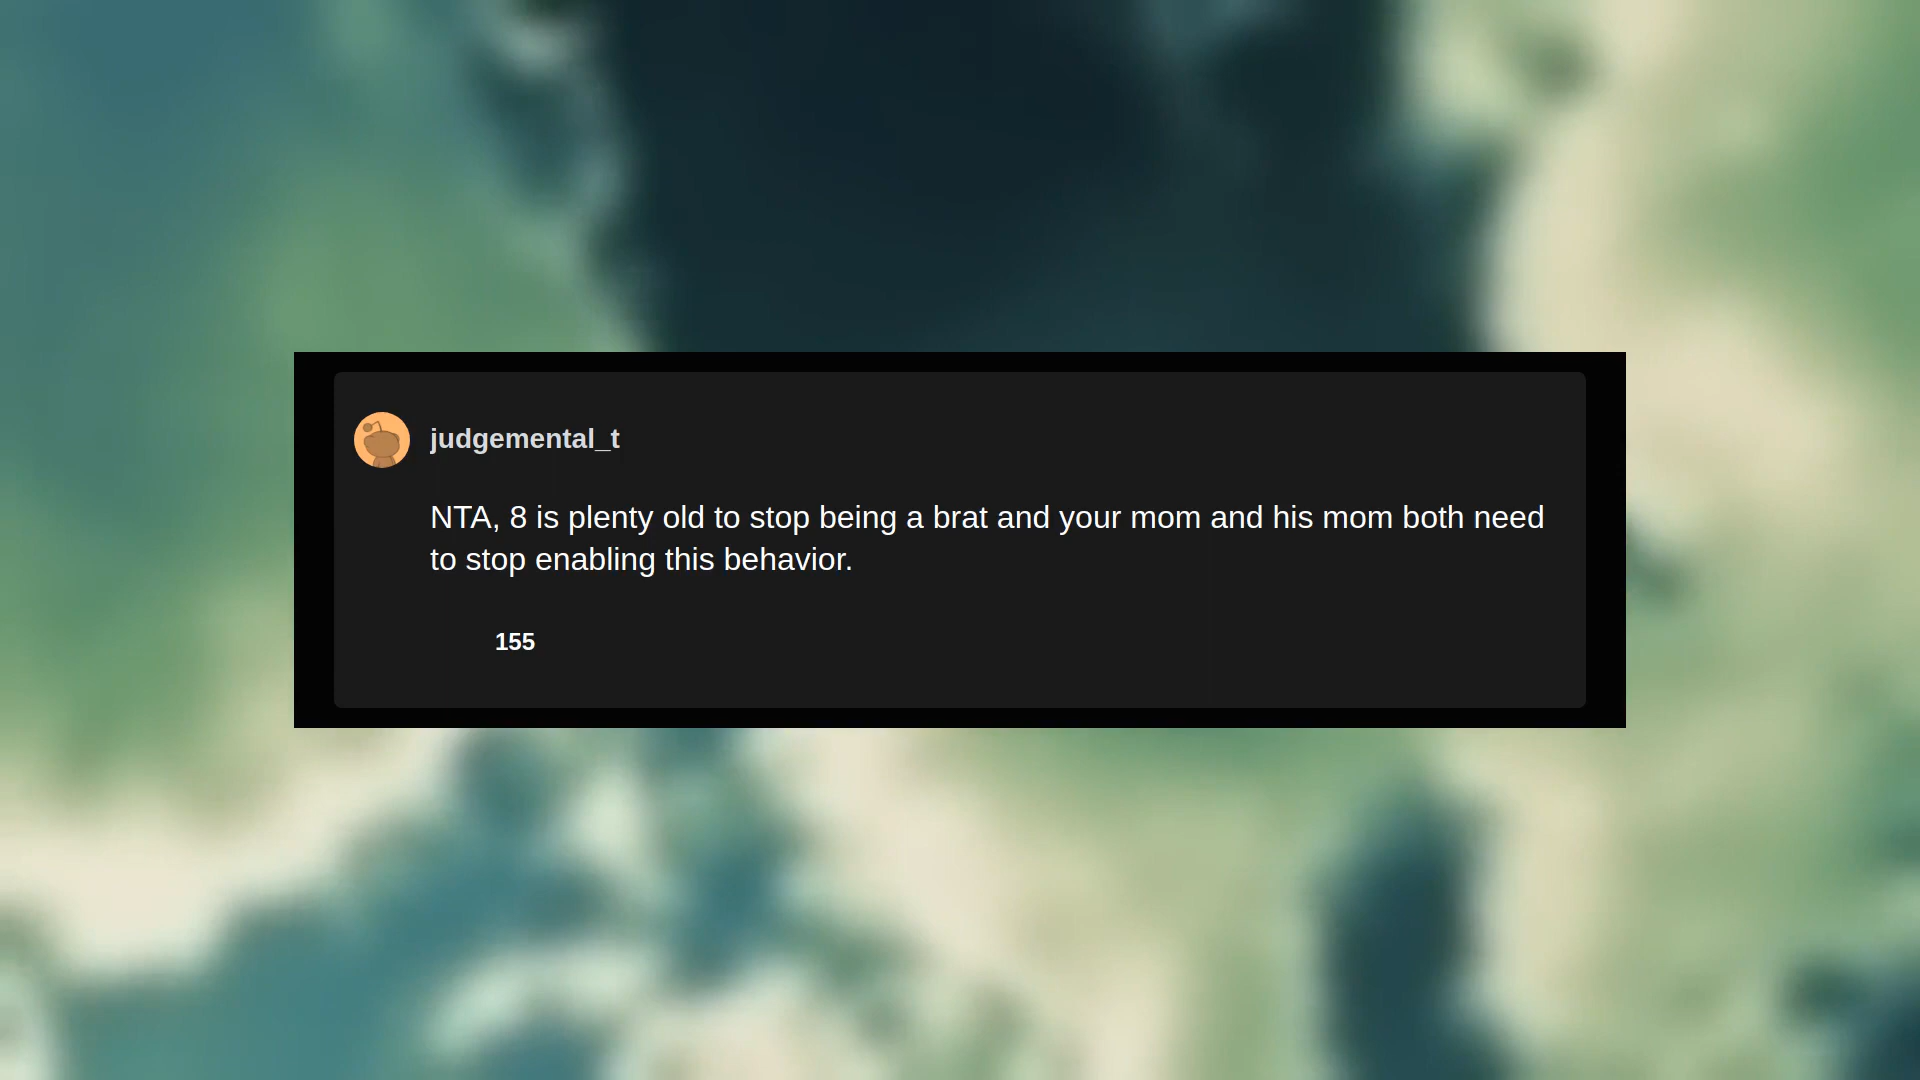 judgemental_t
NTA, 8 is plenty old to stop being a brat and your mom and his mom both need
to stop enabling this behavior.
155